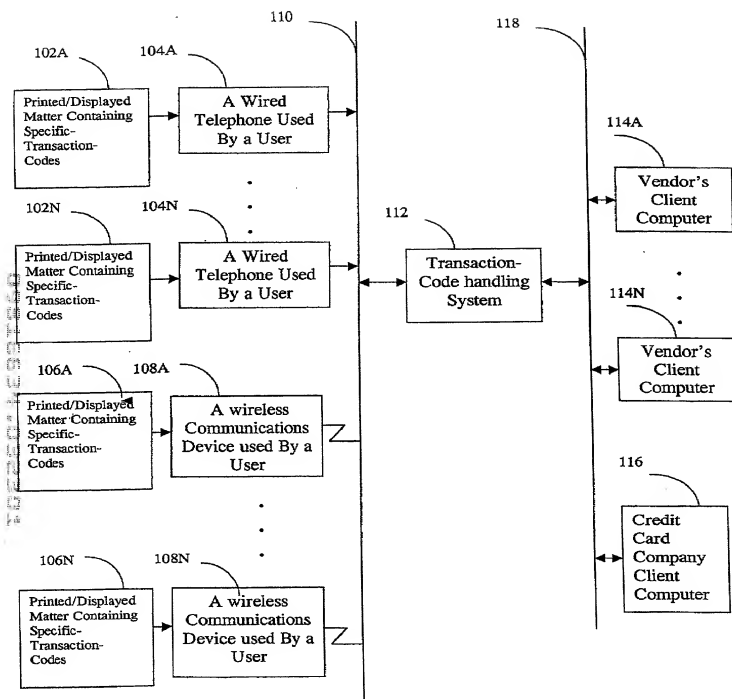 110
118
102A
104A
Printed/Displayed
Matter Containing
Specific-
Transaction-
Codes
A Wired
Telephone Used
By a User
114A
Vendor's
Client
Computer
102N
104N
112
Printed/Displayed
Matter Containing
Specific-
Transaction-
Codes
A Wired
Telephone Used
By a User
Transaction-
Code handling
System
114N
Vendor's
Client
Computer
106A
108A
Printed/Displayed
Matter Containing
Specific-
Transaction-
Codes
A wireless
Communications
Device used By a
User
116
Credit
Card
Company
Client
Computer
106N
108N
Printed/Displayed
Matter Containing
Specific-
Transaction-
Codes
A wireless
Communications
Device used By a
User